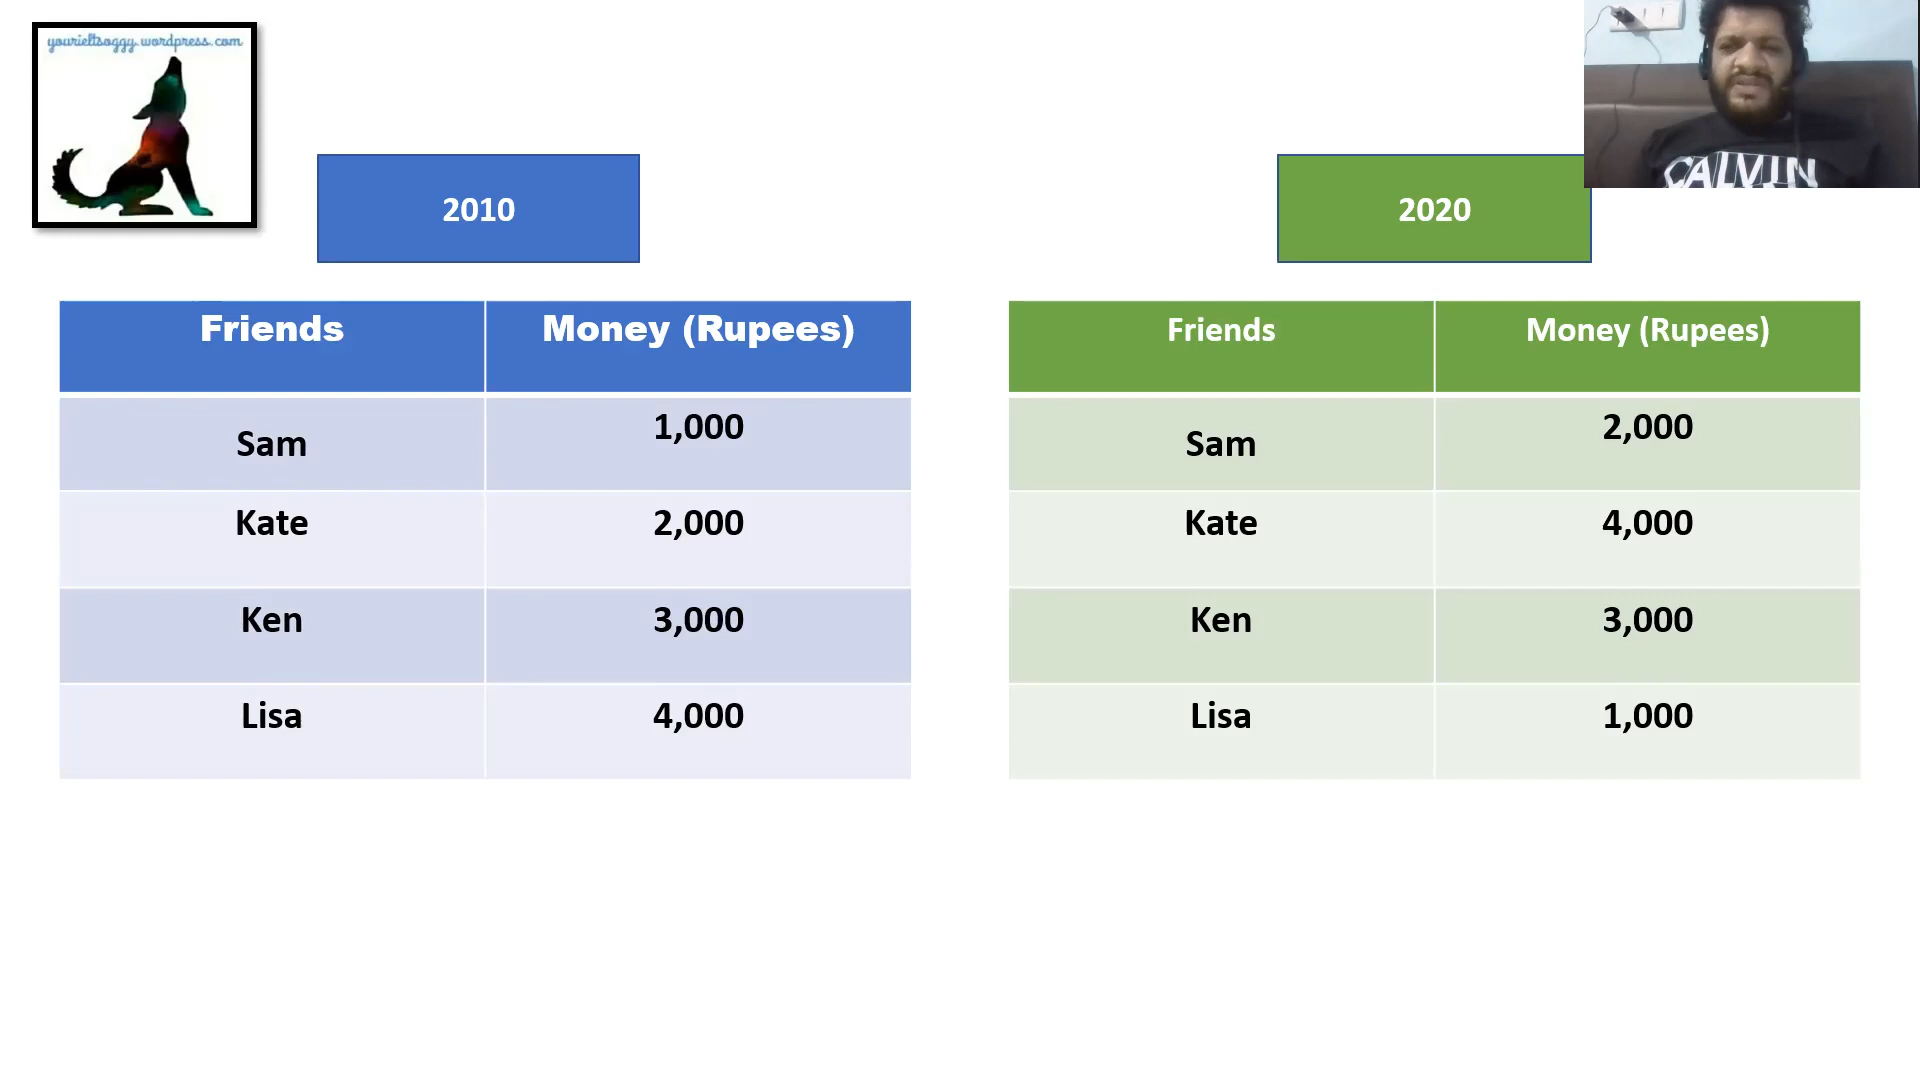 yourieltsoggy.wordpress.com
CALVIN
2010
2020
Friends Money (Rupees)
Sam 1,000
Kate 2,000
Ken 3,000
Lisa 4,000
Friends Money (Rupees)
Sam 2,000
Kate 4,000
Ken 3,000
Lisa 1,000